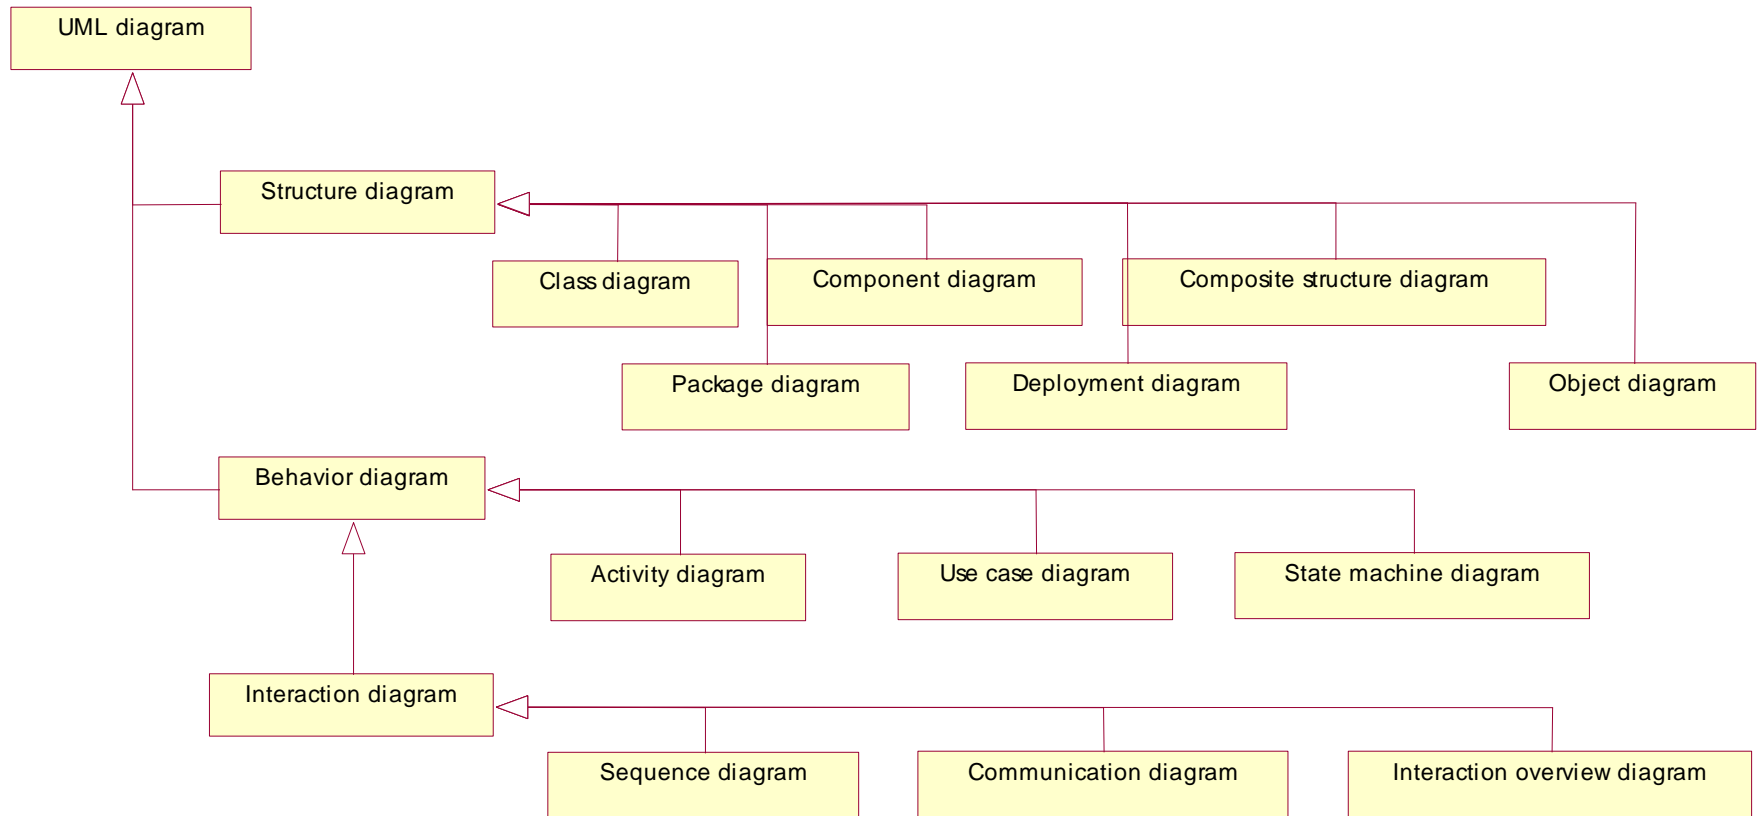 UML diagram
Structure diagram
Class diagram
Component diagram
Composite structure diagram
Package diagram
Deployment diagram
Object diagram
Behavior diagram
Activity diagram
Use case diagram
State machine diagram
Interaction diagram
Sequence diagram
Communication diagram
Interaction overview diagram